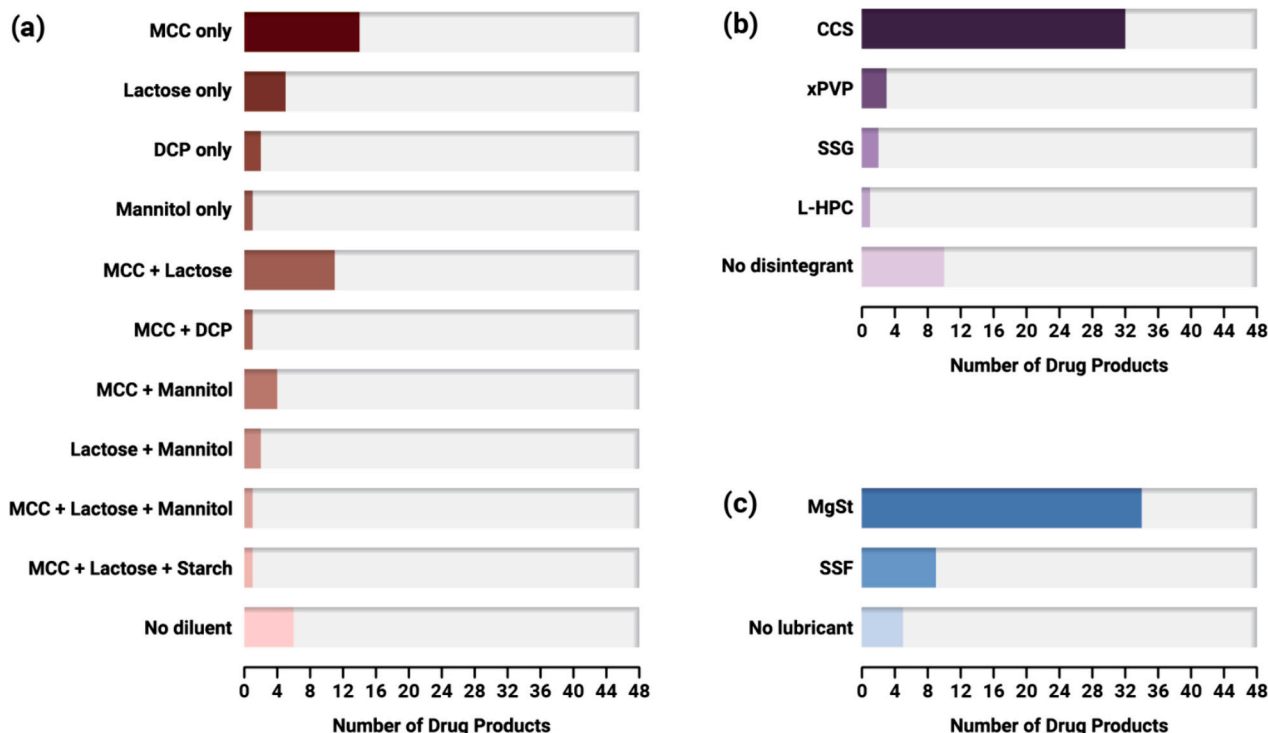 (a)
MCC only
Lactose only
DCP only
Mannitol only
MCC + Lactose
MCC + DCP
MCC + Mannitol
Lactose + Mannitol
MCC + Lactose + Mannitol
MCC + Lactose + Starch
No diluent
0 4 8 12 16 20 24 28 32 36 40 44 48
Number of Drug Products
(b)
CCS
xPVP
SSG
L-HPC
No disintegrant
0 4 8 12 16 20 24 28 32 36 40 44 48
Number of Drug Products
(c)
MgSt
SSF
No lubricant
0 4 8 12 16 20 24 28 32 36 40 44 48
Number of Drug Products